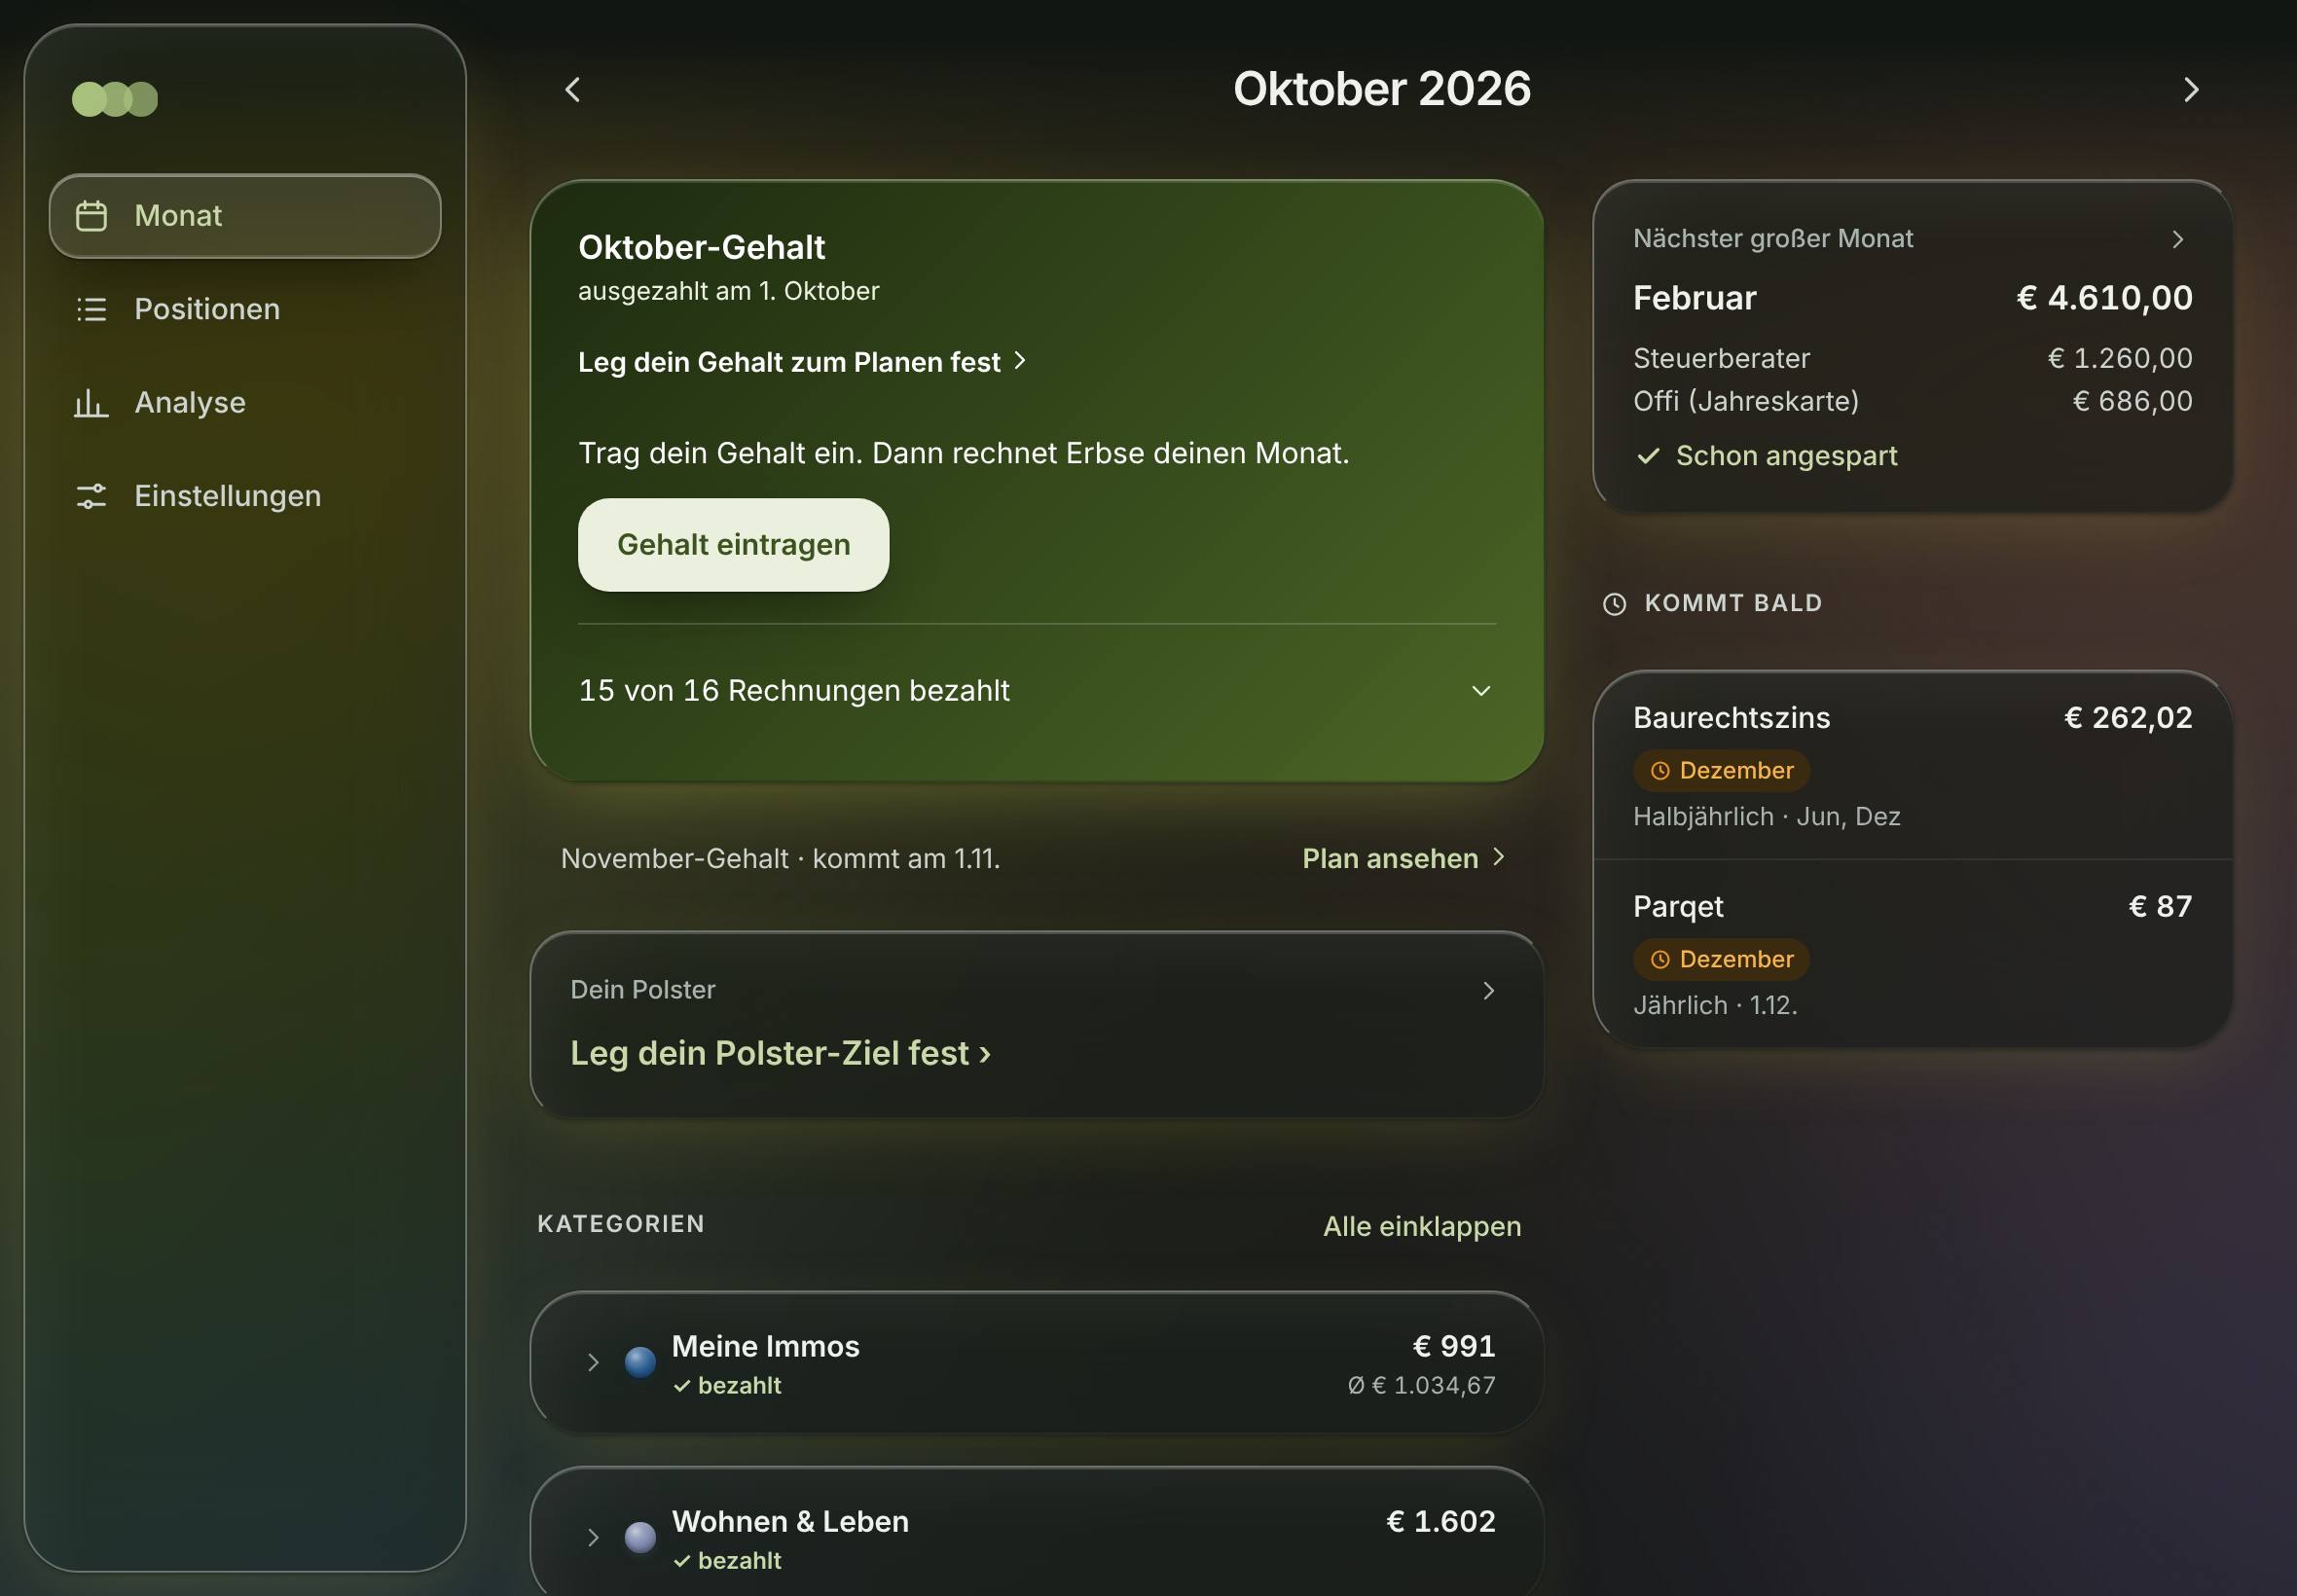 Monat
Positionen
Analyse
Einstellungen
Oktober 2026
Oktober-Gehalt
ausgezahlt am 1. Oktober
Leg dein Gehalt zum Planen fest
Trag dein Gehalt ein. Dann rechnet Erbse deinen Monat.
Gehalt eintragen
15 von 16 Rechnungen bezahlt
November-Gehalt · kommt am 1.11.
Plan ansehen
Dein Polster
Leg dein Polster-Ziel fest ›
KATEGORIEN
Alle einklappen
Meine Immos € 991
bezahlt Ø € 1.034,67
Wohnen & Leben € 1.602
bezahlt
Nächster großer Monat
Februar € 4.610,00
Steuerberater € 1.260,00
Offi (Jahreskarte) € 686,00
Schon angespart
KOMMT BALD
Baurechtszins € 262,02
Dezember
Halbjährlich · Jun, Dez
Parqet € 87
Dezember
Jährlich · 1.12.